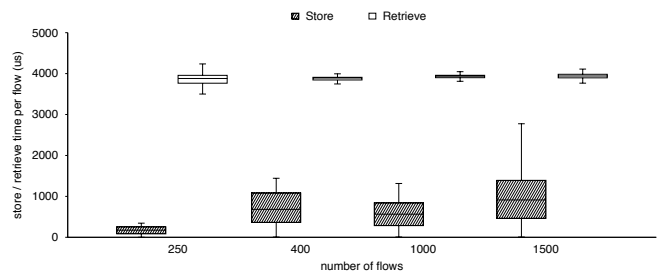 Store Retrieve
5000
4000
3000
2000
1000
0
store / retrieve time per flow (us)
250 400 1000 1500
number of flows